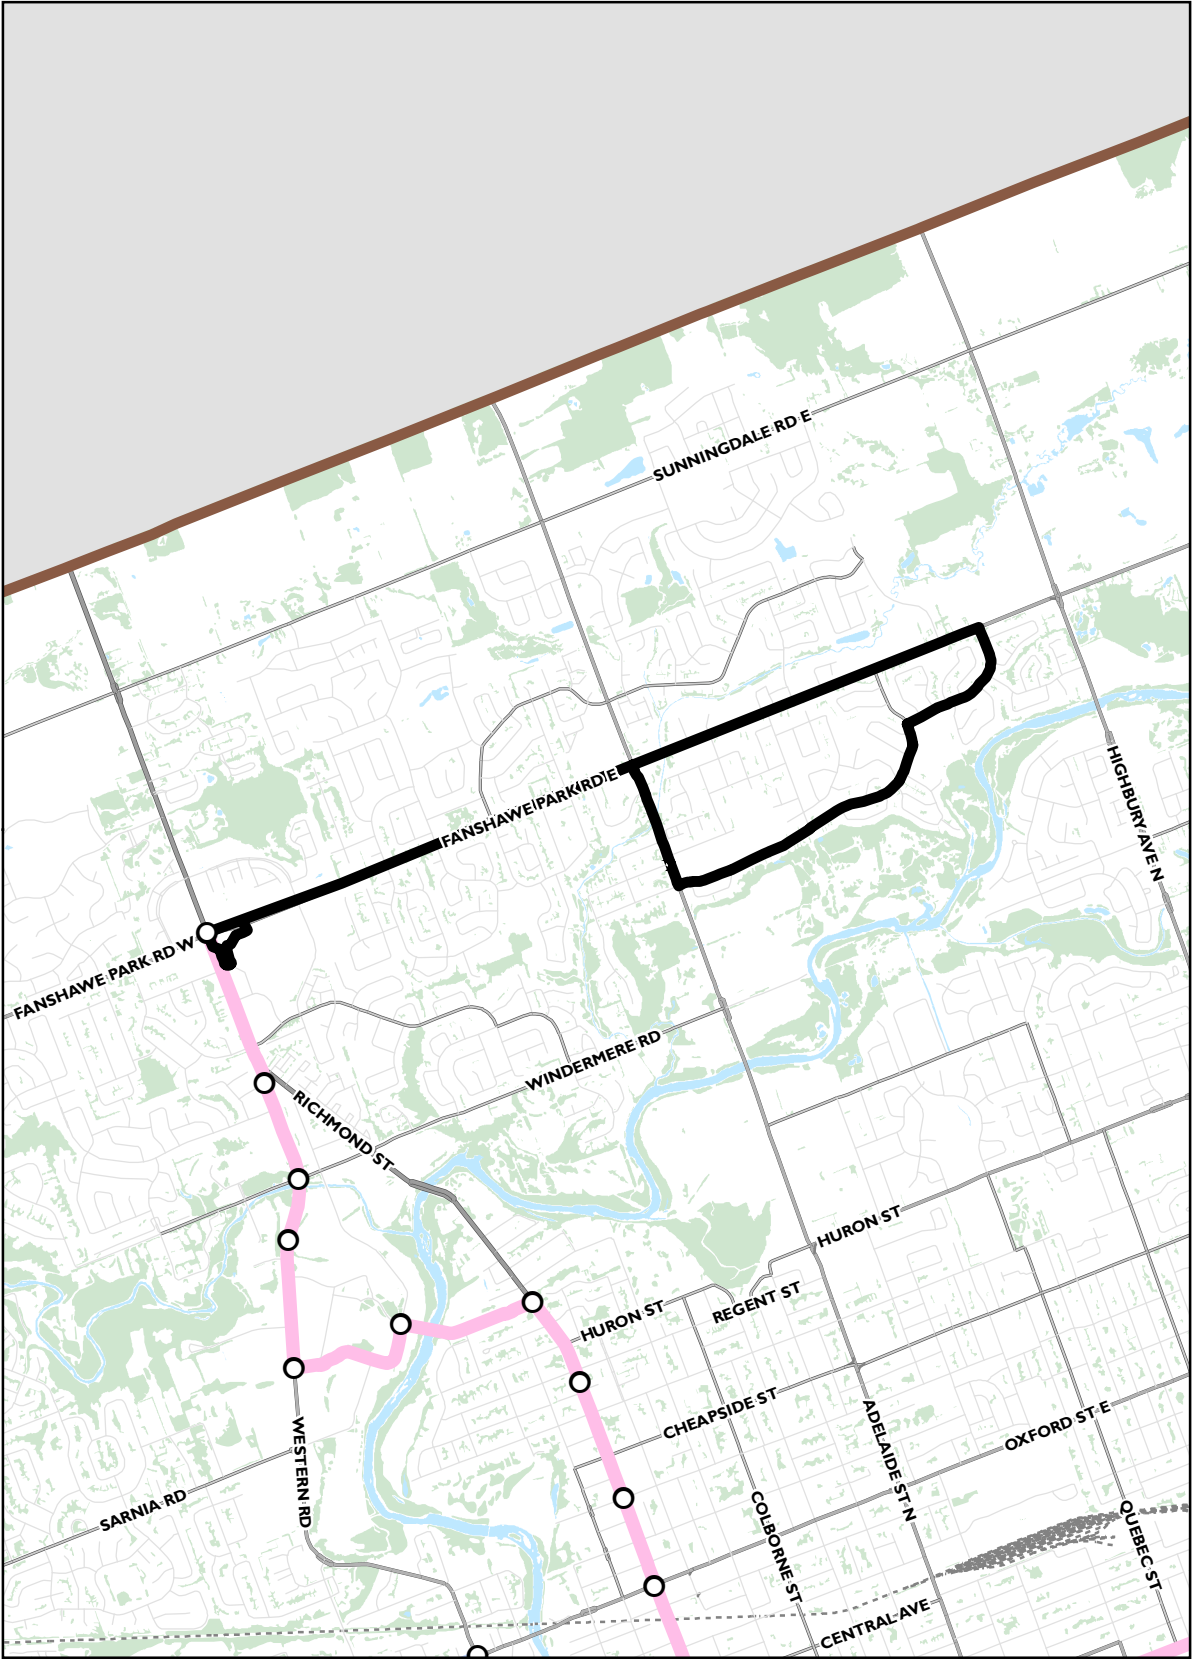 SUNNINGDALE RD E
FANSHAWE PARK RD E
HIGHBURY AVE N
FANSHAWE PARK RD W
WINDERMERE RD
RICHMOND ST
HURON ST
REGENT ST
HURON ST
CHEAPSIDE ST
ADELAIDE ST N
OXFORD ST E
WESTERN RD
SARNIA RD
COLBORNE ST
QUEBEC ST
CENTRAL AVE